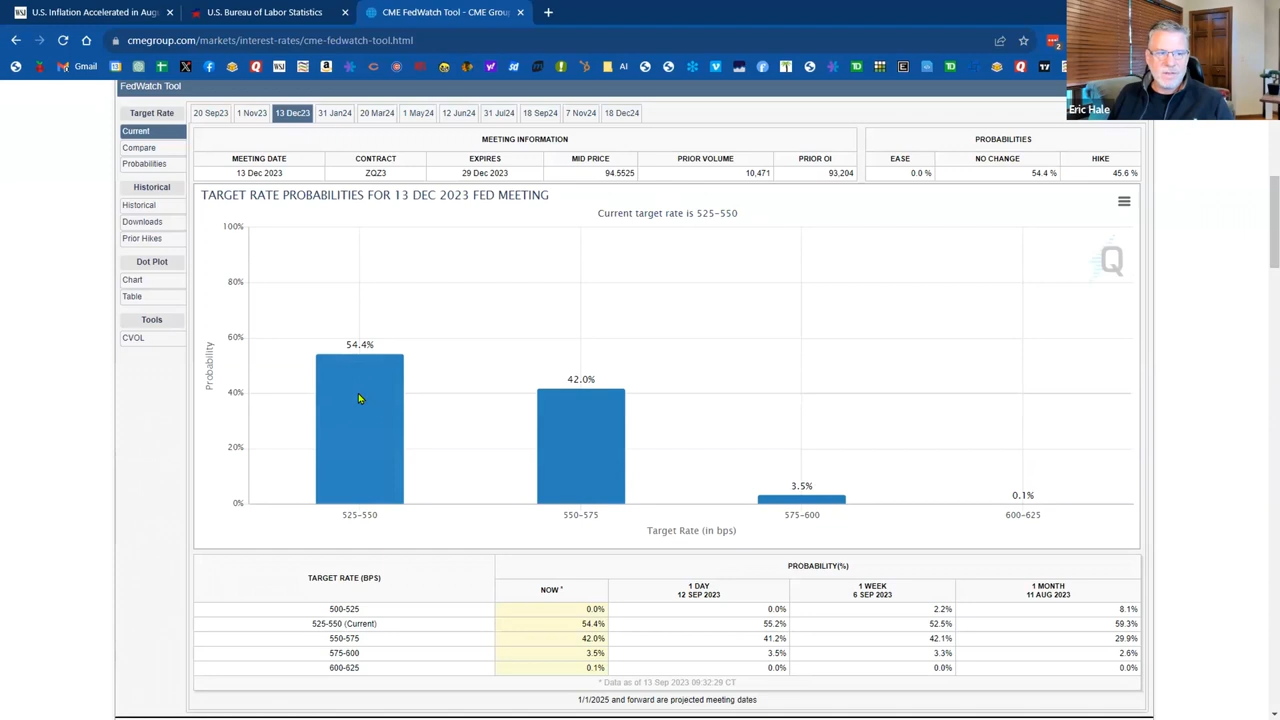 U.S. Inflation Accelerated in Aug
U.S. Bureau of Labor Statistics
CME FedWatch Tool - CME Group
cmegroup.com/markets/interest-rates/cme-fedwatch-tool.html
Gmail
AI
Eric Hale
FedWatch Tool
Target Rate
Current
Compare
Probabilities
Historical
Historical
Downloads
Prior Hikes
Dot Plot
Chart
Table
Tools
CVOL
20 Sep23 1 Nov23 13 Dec23 31 Jan24 20 Mar24 1 May24 12 Jun24 31 Jul24 18 Sep24 7 Nov24 18 Dec24
MEETING INFORMATION
MEETING DATE CONTRACT EXPIRES MID PRICE PRIOR VOLUME PRIOR OI
13 Dec 2023 ZQZ3 29 Dec 2023 94.5525 10,471 93,204
PROBABILITIES
EASE NO CHANGE HIKE
0.0 % 54.4 % 45.6 %
TARGET RATE PROBABILITIES FOR 13 DEC 2023 FED MEETING
Current target rate is 525-550
Q
Probability
100%
80%
60%
40%
20%
0%
54.4%
42.0%
3.5%
0.1%
525-550 550-575 575-600 600-625
Target Rate (in bps)
TARGET RATE (BPS) PROBABILITY(%)
NOW * 1 DAY 1 WEEK 1 MONTH
12 SEP 2023 6 SEP 2023 11 AUG 2023
500-525 0.0% 0.0% 2.2% 8.1%
525-550 (Current) 54.4% 55.2% 52.5% 59.3%
550-575 42.0% 41.2% 42.1% 29.9%
575-600 3.5% 3.5% 3.3% 2.6%
600-625 0.1% 0.0% 0.0% 0.0%
* Data as of 13 Sep 2023 09:32:29 CT
1/1/2025 and forward are projected meeting dates